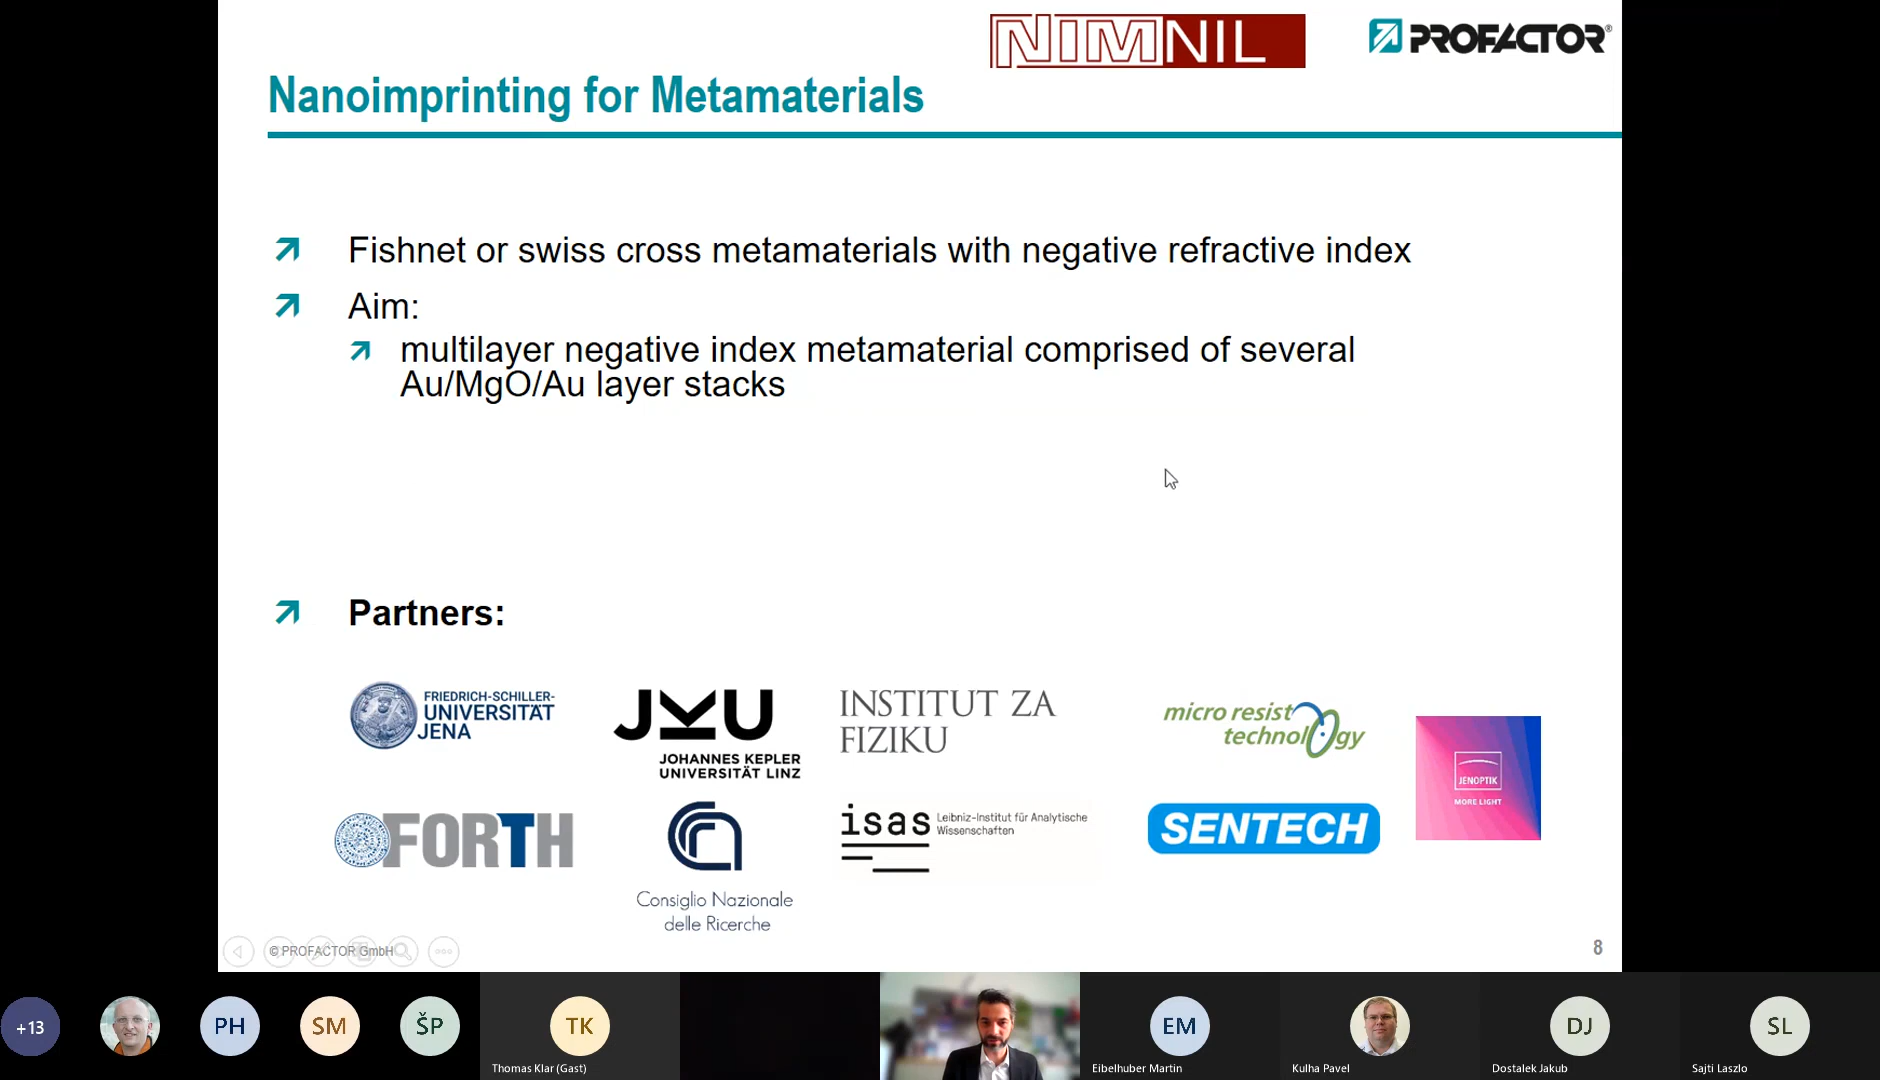 NIMNIL
PROFACTOR®
Nanoimprinting for Metamaterials
Fishnet or swiss cross metamaterials with negative refractive index
Aim:
multilayer negative index metamaterial comprised of several
Au/MgO/Au layer stacks
Partners:
FRIEDRICH-SCHILLER-
UNIVERSITÄT
JENA
JKU
JOHANNES KEPLER
UNIVERSITÄT LINZ
INSTITUT ZA
FIZIKU
micro resist
technology
JENOPTIK
MORE LIGHT
FORTH
Consiglio Nazionale
delle Ricerche
isas
Leibniz-Institut für Analytische
Wissenschaften
SENTECH
© PROFACTOR GmbH
8
+13
PH
SM
ŠP
TK
Thomas Klar (Gast)
EM
Eibelhuber Martin
Kulha Pavel
DJ
Dostalek Jakub
SL
Sajti Laszlo